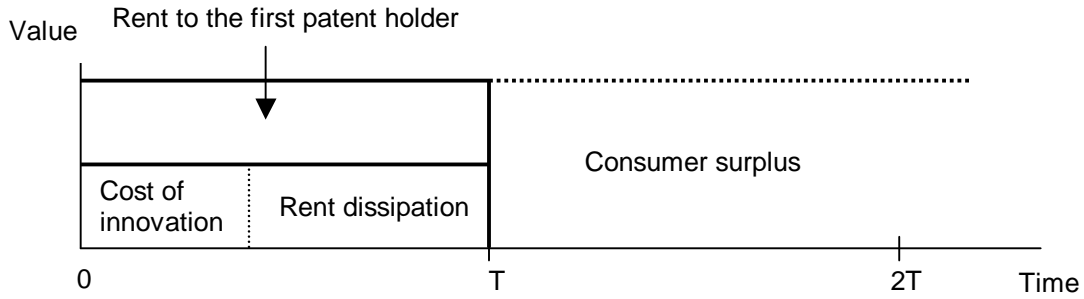 Rent to the first patent holder
Value
Consumer surplus
Cost of
innovation
Rent dissipation
0
T
2T
Time